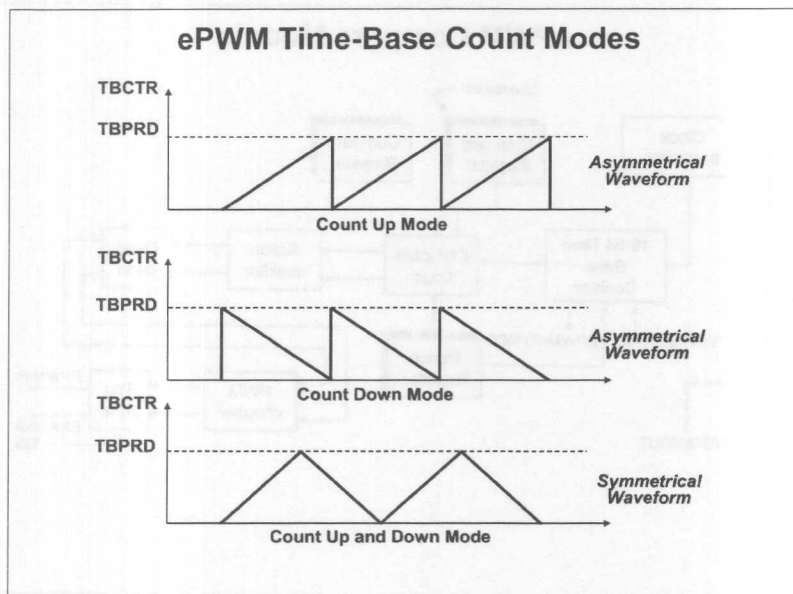 ePWM Time-Base Count Modes
TBCTR
TBPRD
Asymmetrical
Waveform
Count Up Mode
TBCTR
TBPRD
Asymmetrical
Waveform
Count Down Mode
TBCTR
TBPRD
Symmetrical
Waveform
Count Up and Down Mode